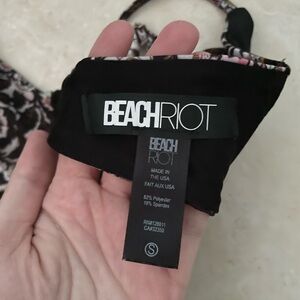 BEACHRIOT
BEACH
RIOT
MADE IN
THE USA
FAIT AUX USA
82% Polyester
18% Spandex
S